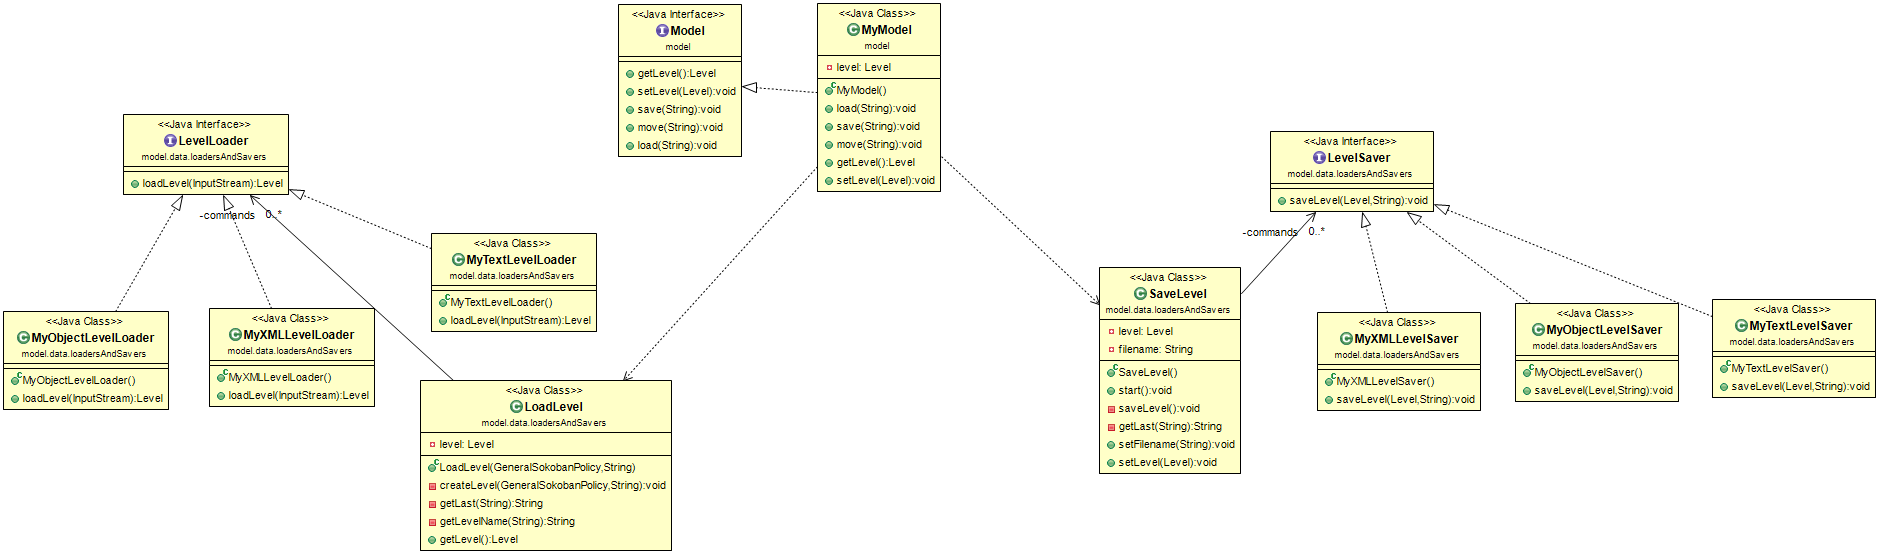 <<Java Interface>>
Model
model
getLevel():Level
setLevel(Level):void
save(String):void
move(String):void
load(String):void
<<Java Class>>
MyModel
model
level: Level
MyModel()
load(String):void
save(String):void
move(String):void
getLevel():Level
setLevel(Level):void
<<Java Interface>>
LevelLoader
model.data.loadersAndSavers
loadLevel(InputStream):Level
-commands 0..*
<<Java Interface>>
LevelSaver
model.data.loadersAndSavers
saveLevel(Level,String):void
-commands 0..*
<<Java Class>>
MyTextLevelLoader
model.data.loadersAndSavers
MyTextLevelLoader()
loadLevel(InputStream):Level
<<Java Class>>
MyObjectLevelLoader
model.data.loadersAndSavers
MyObjectLevelLoader()
loadLevel(InputStream):Level
<<Java Class>>
MyXMLLevelLoader
model.data.loadersAndSavers
MyXMLLevelLoader()
loadLevel(InputStream):Level
<<Java Class>>
LoadLevel
model.data.loadersAndSavers
level: Level
LoadLevel(GeneralSokobanPolicy,String)
createLevel(GeneralSokobanPolicy,String):void
getLast(String):String
getLevelName(String):String
getLevel():Level
<<Java Class>>
SaveLevel
model.data.loadersAndSavers
level: Level
filename: String
SaveLevel()
start():void
saveLevel():void
getLast(String):String
setFilename(String):void
setLevel(Level):void
<<Java Class>>
MyXMLLevelSaver
model.data.loadersAndSavers
MyXMLLevelSaver()
saveLevel(Level,String):void
<<Java Class>>
MyObjectLevelSaver
model.data.loadersAndSavers
MyObjectLevelSaver()
saveLevel(Level,String):void
<<Java Class>>
MyTextLevelSaver
model.data.loadersAndSavers
MyTextLevelSaver()
saveLevel(Level,String):void